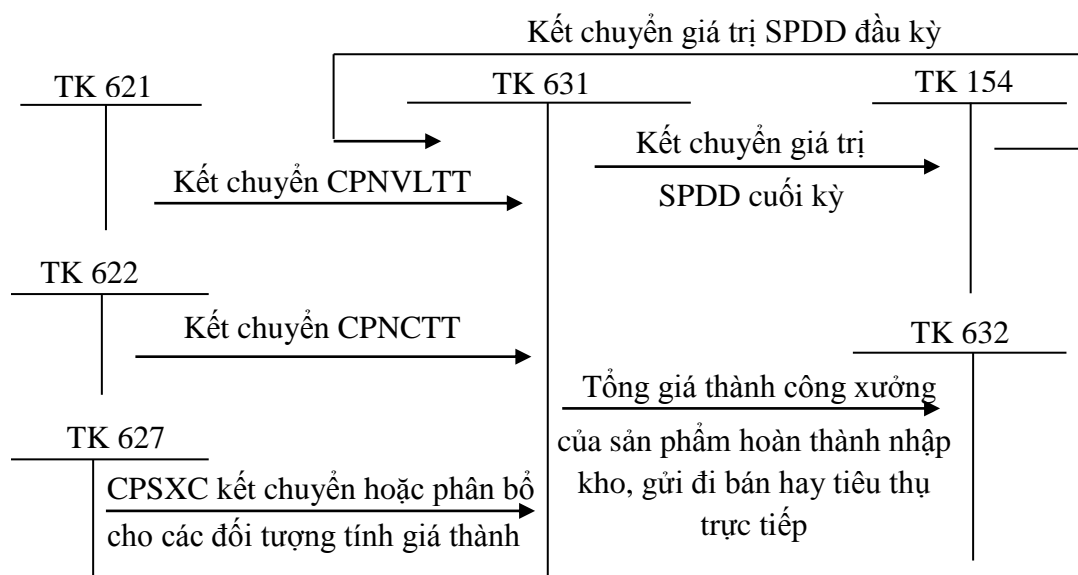 Kết chuyển giá trị SPDD đầu kỳ
TK 621
TK 631
TK 154
Kết chuyển giá trị
SPDD cuối kỳ
Kết chuyển CPNVLTT
TK 622
Kết chuyển CPNCTT
TK 632
Tổng giá thành công xưởng
của sản phẩm hoàn thành nhập
kho, gửi đi bán hay tiêu thụ
trực tiếp
TK 627
CPSXC kết chuyển hoặc phân bổ
cho các đối tượng tính giá thành